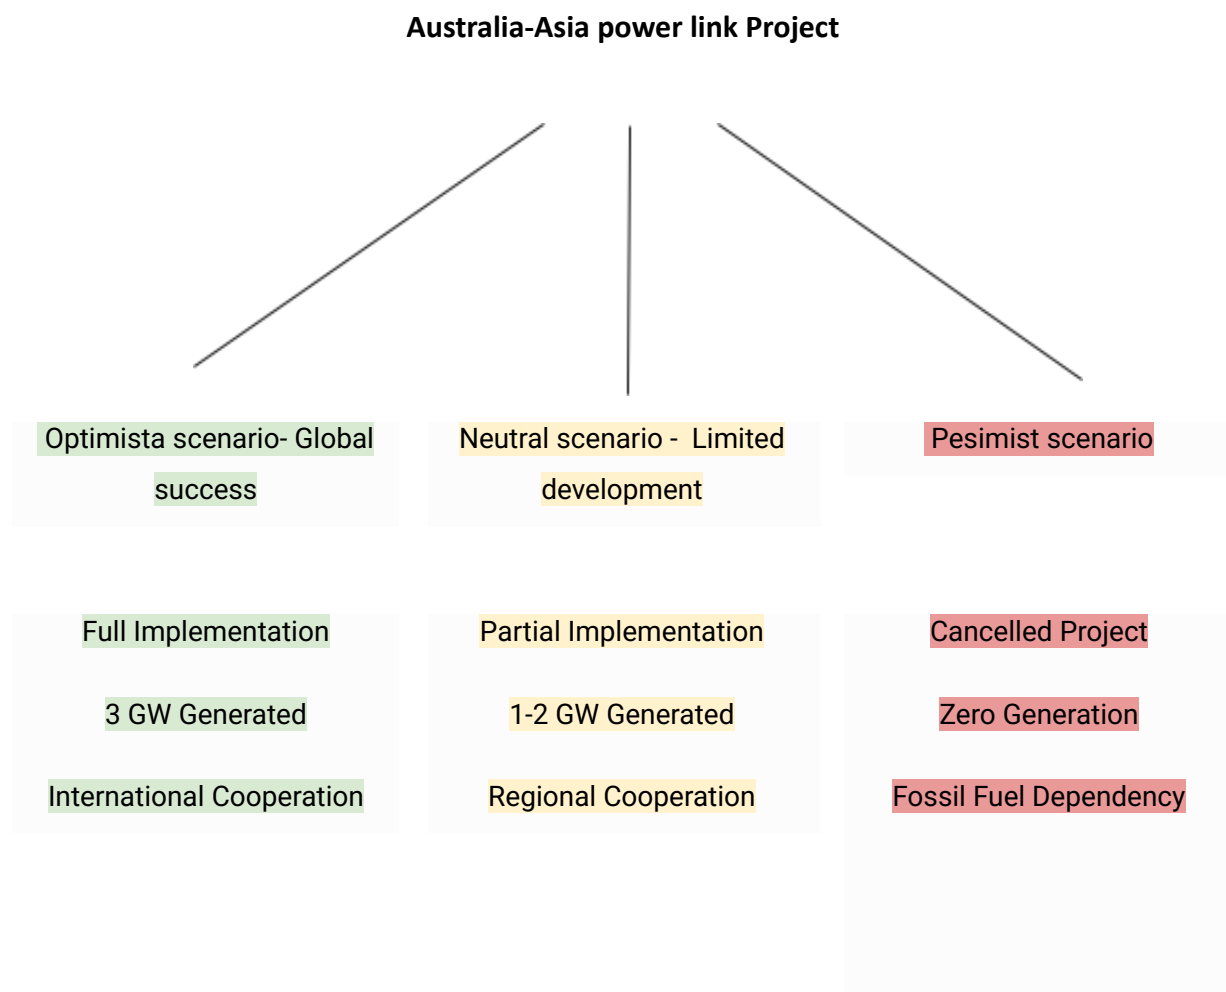 Australia-Asia power link Project
Optimista scenario- Global
success
Neutral scenario - Limited
development
Pesimist scenario
Full Implementation
3 GW Generated
International Cooperation
Partial Implementation
1-2 GW Generated
Regional Cooperation
Cancelled Project
Zero Generation
Fossil Fuel Dependency